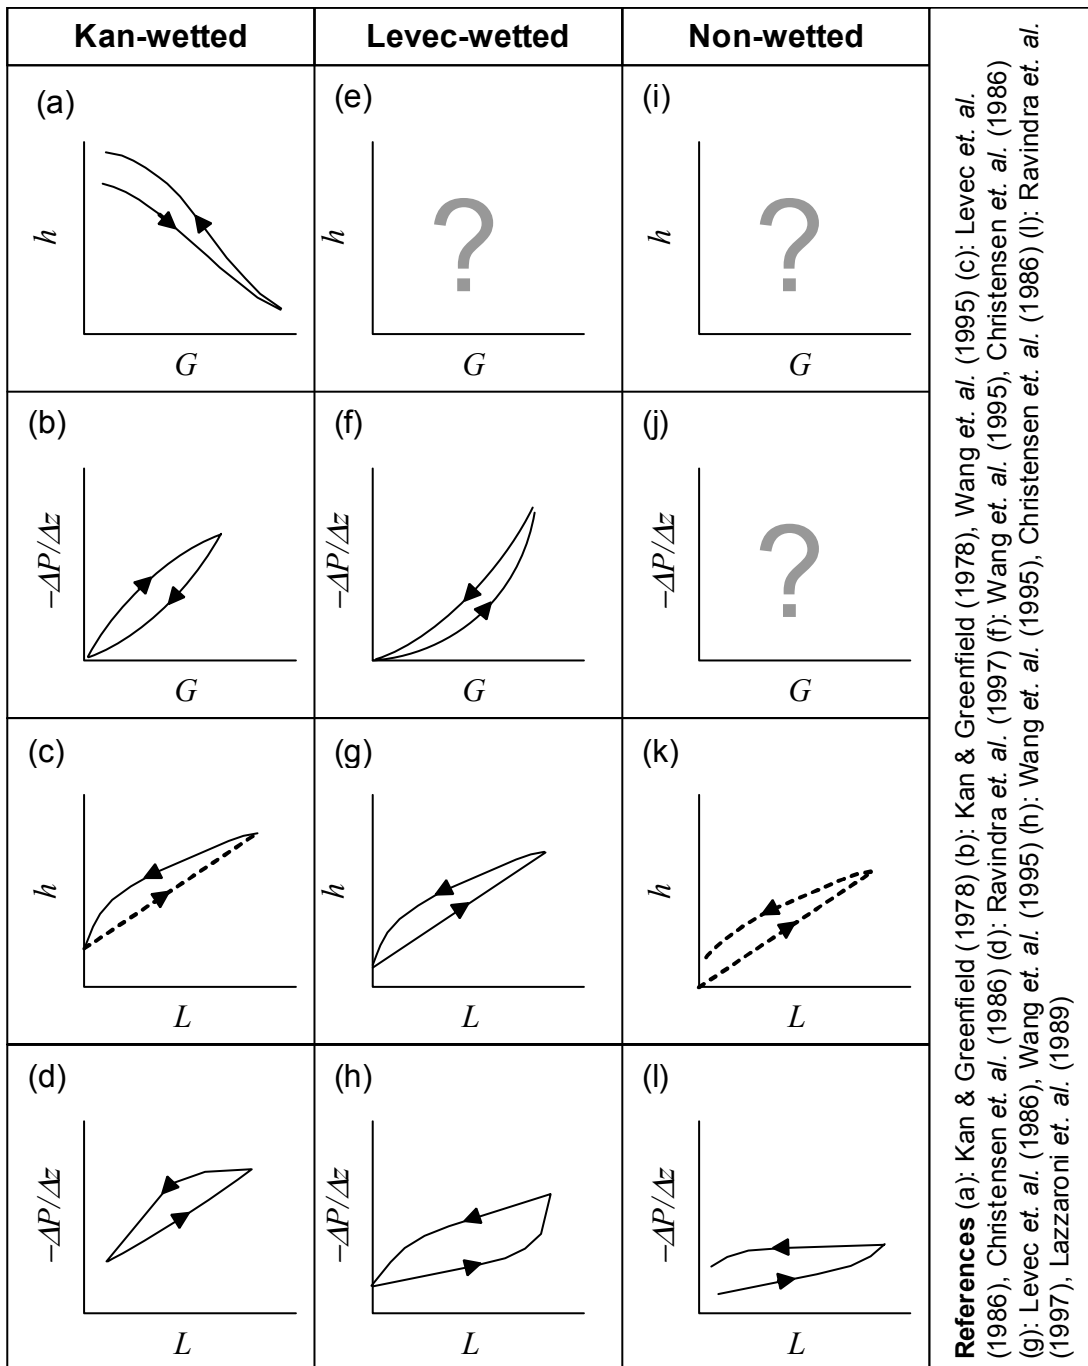 Kan-wetted Levec-wetted Non-wetted
(a) (e) (i)
h h ? h ?
G G G
(b) (f) (j)
−ΔP/Δz −ΔP/Δz −ΔP/Δz ?
G G G
(c) (g) (k)
h h h
L L L
(d) (h) (l)
−ΔP/Δz −ΔP/Δz −ΔP/Δz
L L L
References (a): Kan & Greenfield (1978) (b): Kan & Greenfield (1978), Wang et. al. (1995) (c): Levec et. al.
(1986), Christensen et. al. (1986) (d): Ravindra et. al. (1997) (f): Wang et. al. (1995), Christensen et. al. (1986)
(g): Levec et. al. (1986), Wang et. al. (1995) (h): Wang et. al. (1995), Christensen et. al. (1986) (l): Ravindra et. al.
(1997), Lazzaroni et. al. (1989)